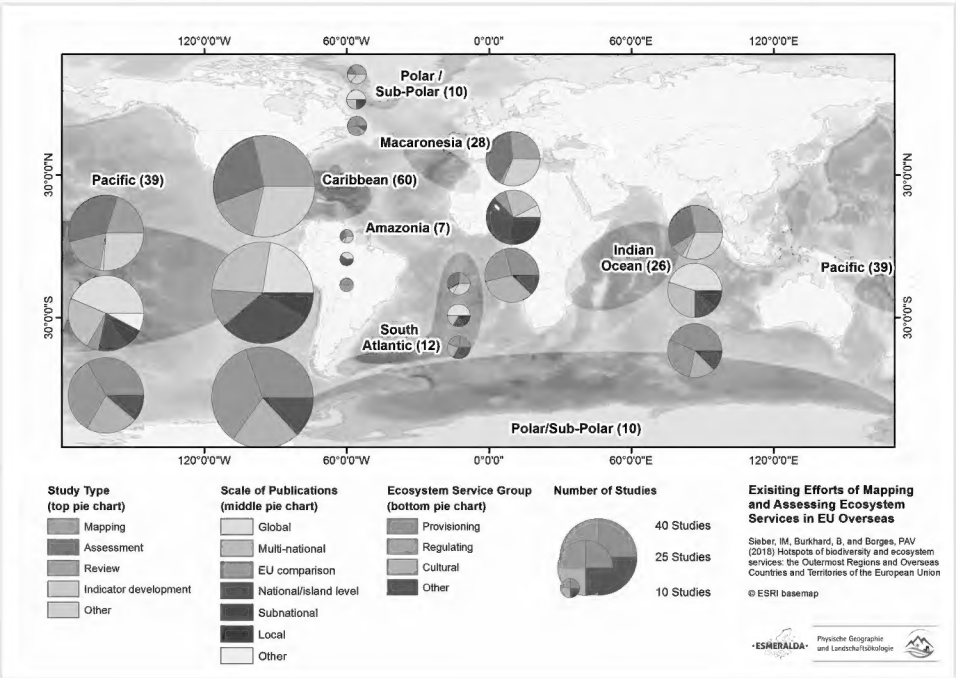 120°0'0"W 60°0'0"W 0°0'0" 60°0'0"E 120°0'0"E
Polar /
Sub-Polar (10)
Macaronesia (28)
30°0'0"N
30°0'0"N
Pacific (39)
Caribbean (60)
Amazonia (7)
Indian
Ocean (26)
Pacific (39)
30°0'0"S
30°0'0"S
South
Atlantic (12)
Polar/Sub-Polar (10)
120°0'0"W 60°0'0"W 0°0'0" 60°0'0"E 120°0'0"E
Study Type
(top pie chart)
Mapping
Assessment
Review
Indicator development
Other
Scale of Publications
(middle pie chart)
Global
Multi-national
EU comparison
National/island level
Subnational
Local
Other
Ecosystem Service Group
(bottom pie chart)
Provisioning
Regulating
Cultural
Other
Number of Studies
40 Studies
25 Studies
10 Studies
Exisiting Efforts of Mapping
and Assessing Ecosystem
Services in EU Overseas
Sieber, IM, Burkhard, B, and Borges, PAV
(2018) Hotspots of biodiversity and ecosystem
services: the Outermost Regions and Overseas
Countries and Territories of the European Union
© ESRI basemap
·ESMERALDA·
Physische Geographie
und Landschaftsökologie